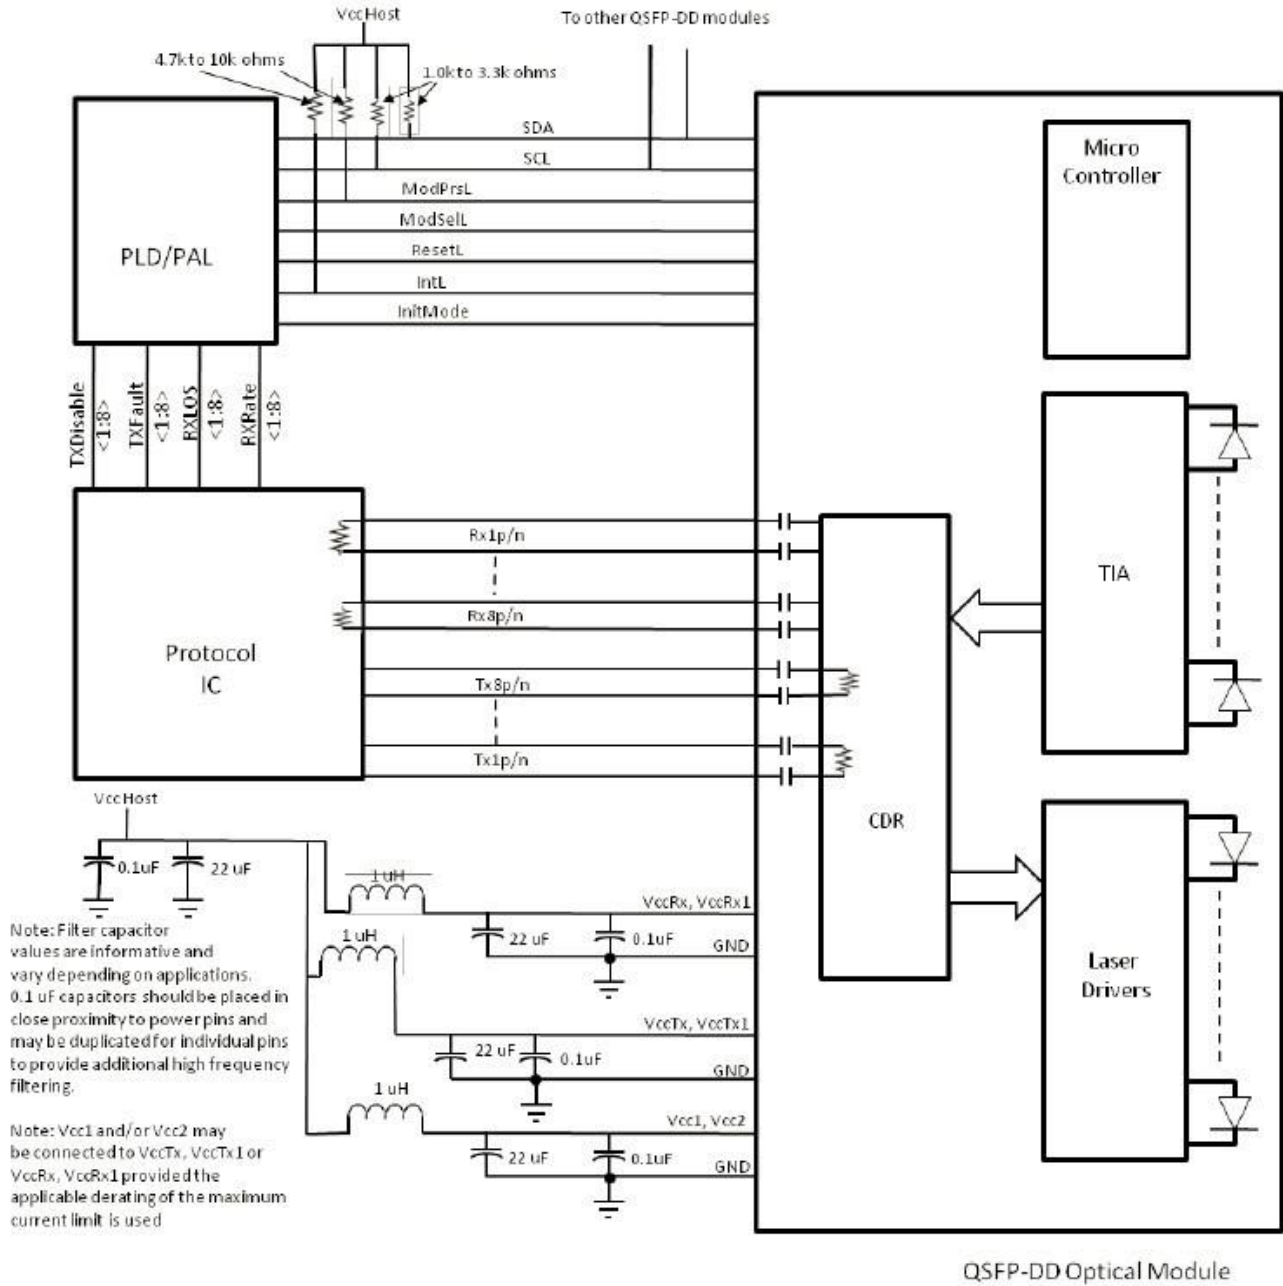 VccHost
To other QSFP-DD modules
4.7k to 10k ohms
1.0k to 3.3k ohms
SDA
SCL
ModPrsL
ModSelL
ResetL
IntL
InitMode
PLD/PAL
Micro
Controller
TXDisable
<1:8>
TXFault
<1:8>
RXLOS
<1:8>
RXRate
<1:8>
Rx1p/n
Rx8p/n
Tx8p/n
Tx1p/n
Protocol
IC
TIA
CDR
Laser
Drivers
VccHost
0.1uF
22 uF
1 uH
VccRx, VccRx1
22 uF
0.1uF
GND
1 uH
VccTx, VccTx1
22 uF
0.1uF
GND
1 uH
Vcc1, Vcc2
22 uF
0.1uF
GND
Note: Filter capacitor
values are informative and
vary depending on applications.
0.1 uF capacitors should be placed in
close proximity to power pins and
may be duplicated for individual pins
to provide additional high frequency
filtering.
Note: Vcc1 and/or Vcc2 may
be connected to VccTx, VccTx1 or
VccRx, VccRx1 provided the
applicable derating of the maximum
current limit is used
QSFP-DD Optical Module